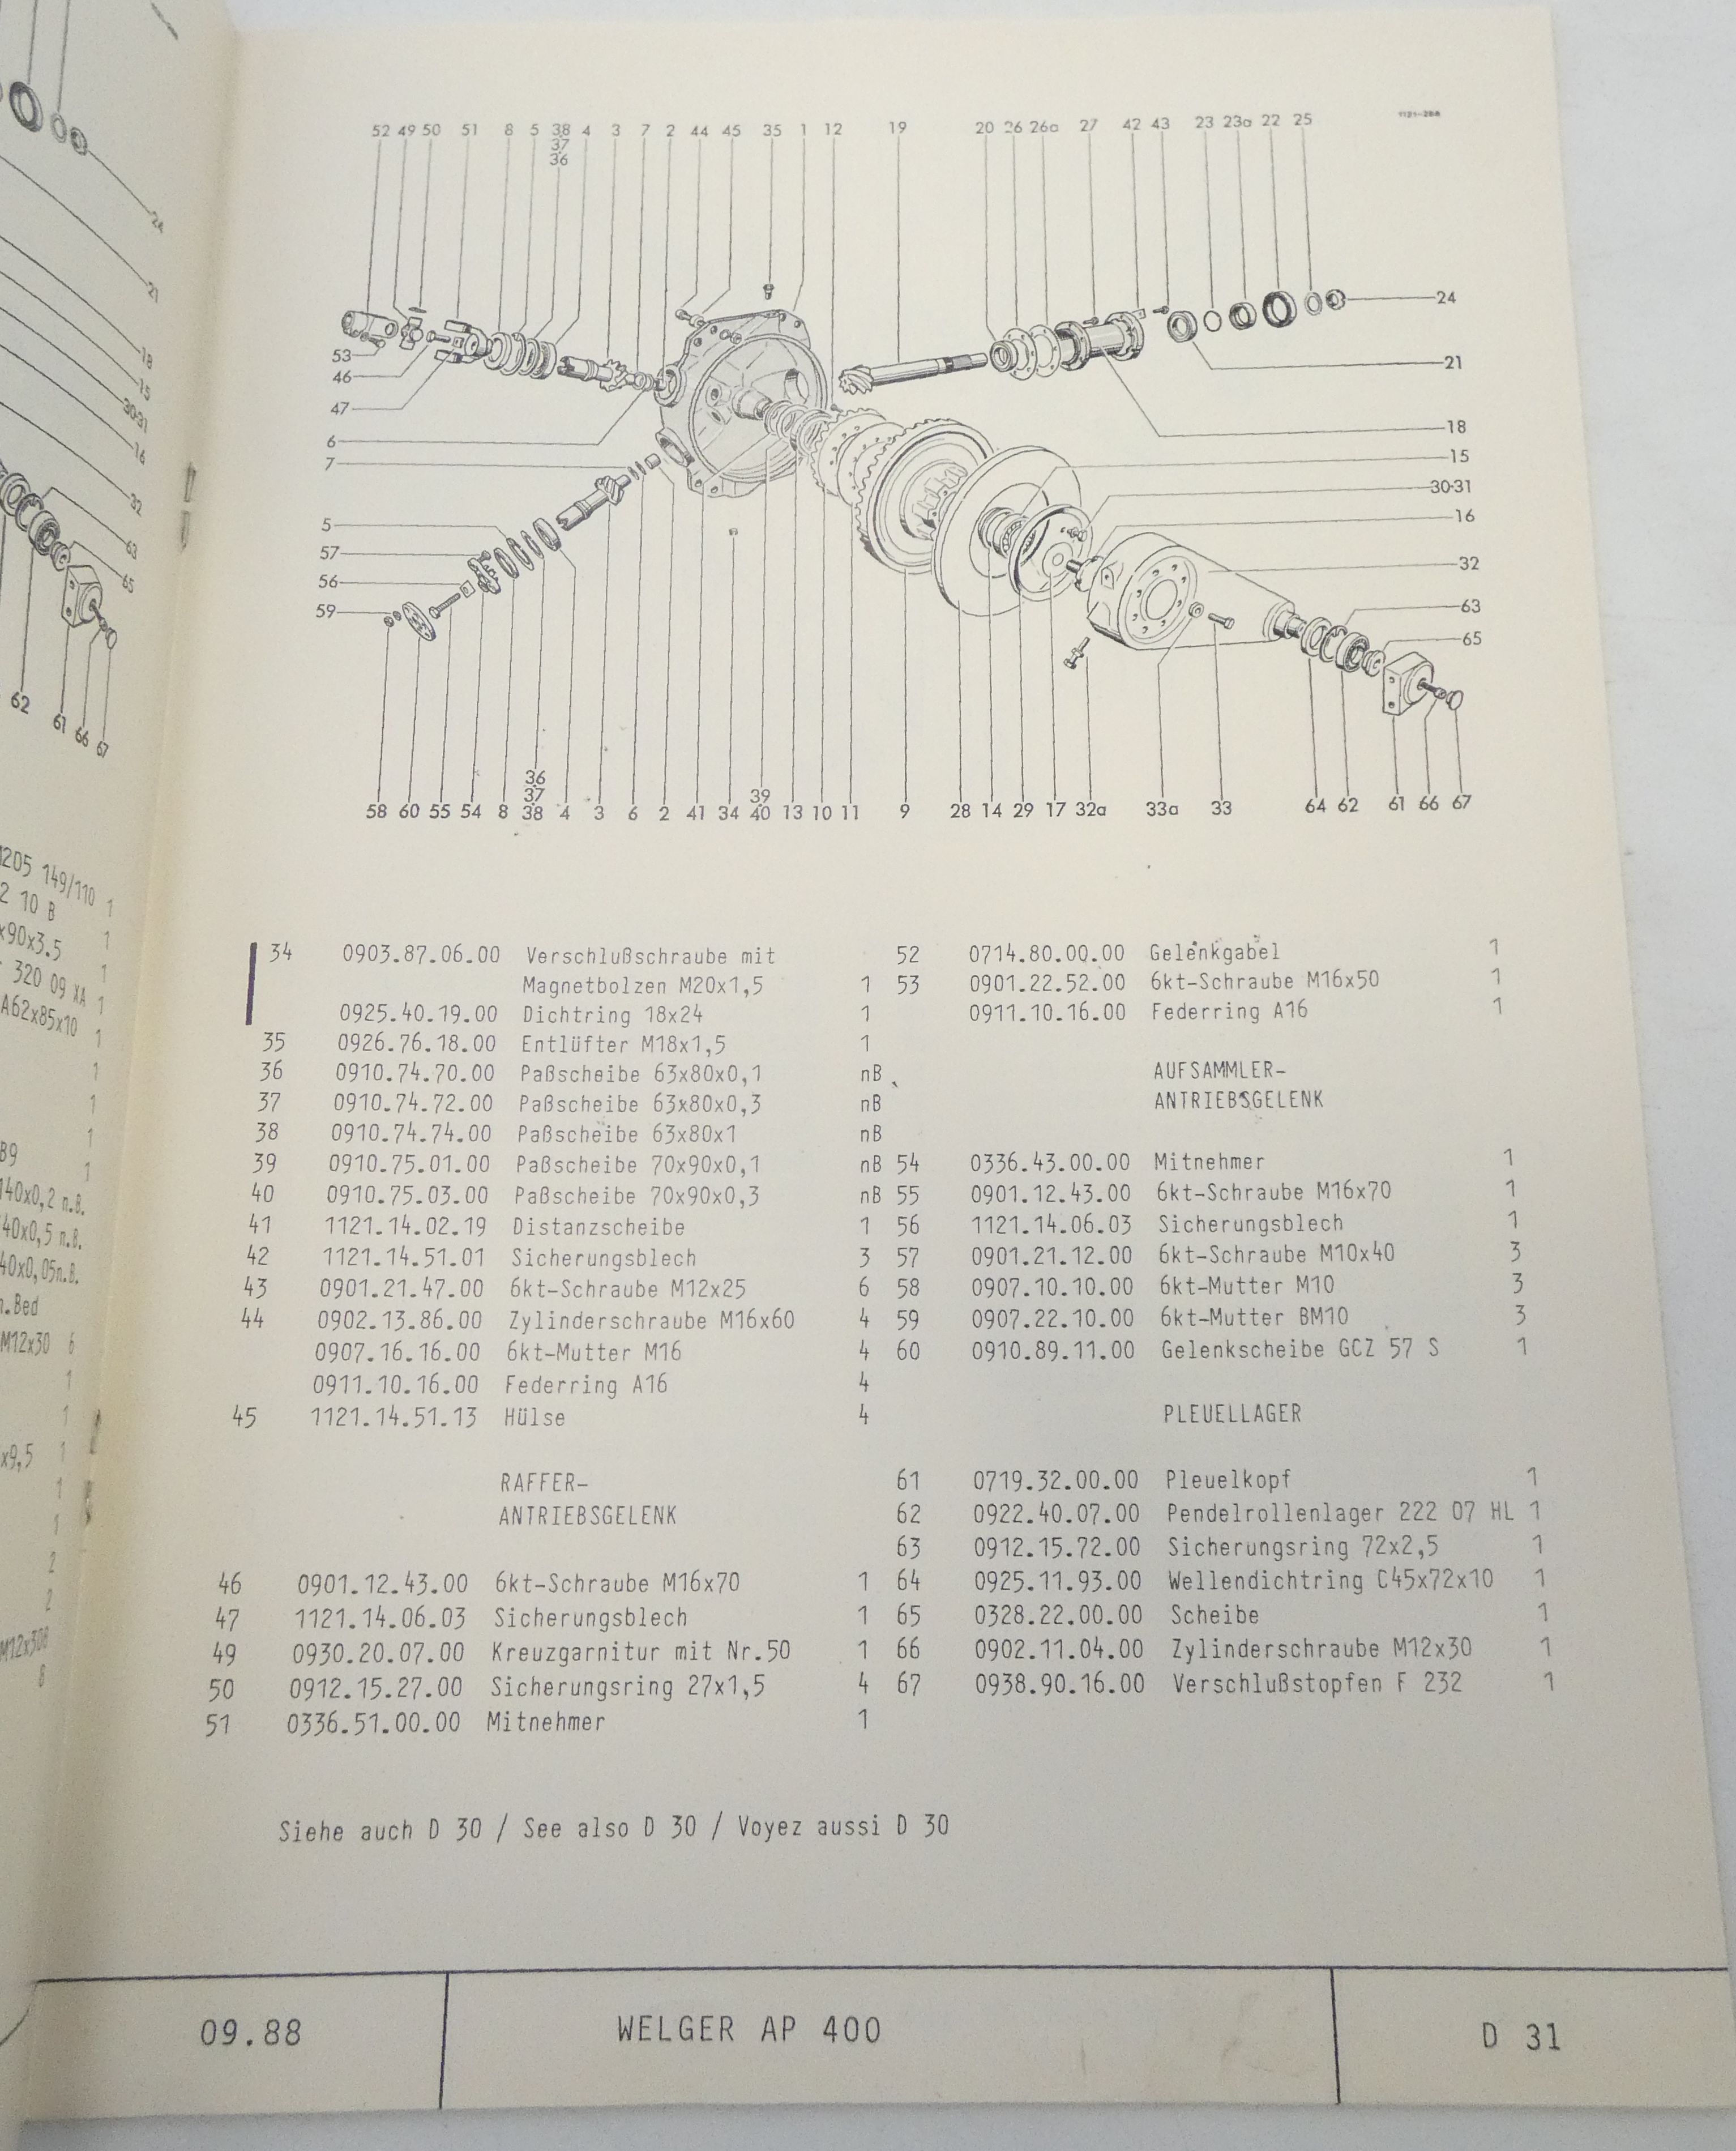 52 49 50 51 8 5 38 4 3 7 2 44 45 35 1 12 19 20 26 26a 27 42 43 23 23a 22 25
37
36
1121-288
24
53
46
21
47
6
18
7
15
30-31
16
5
57
32
56
63
59
65
36
37
39
58 60 55 54 8 38 4 3 6 2 41 34 40 13 10 11 9 28 14 29 17 32a 33a 33 64 62 61 66 67
34 0903.87.06.00 Verschlußschraube mit
Magnetbolzen M20x1,5 1
0925.40.19.00 Dichtring 18x24 1
35 0926.76.18.00 Entlüfter M18x1,5 1
36 0910.74.70.00 Paßscheibe 63x80x0,1 nB
37 0910.74.72.00 Paßscheibe 63x80x0,3 nB
38 0910.74.74.00 Paßscheibe 63x80x1 nB
39 0910.75.01.00 Paßscheibe 70x90x0,1 nB
40 0910.75.03.00 Paßscheibe 70x90x0,3 nB
41 1121.14.02.19 Distanzscheibe 1
42 1121.14.51.01 Sicherungsblech 3
43 0901.21.47.00 6kt-Schraube M12x25 6
44 0902.13.86.00 Zylinderschraube M16x60 4
0907.16.16.00 6kt-Mutter M16 4
0911.10.16.00 Federring A16 4
45 1121.14.51.13 Hülse 4
RAFFER-
ANTRIEBSGELENK
46 0901.12.43.00 6kt-Schraube M16x70 1
47 1121.14.06.03 Sicherungsblech 1
49 0930.20.07.00 Kreuzgarnitur mit Nr.50 1
50 0912.15.27.00 Sicherungsring 27x1,5 4
51 0336.51.00.00 Mitnehmer 1
52 0714.80.00.00 Gelenkgabel 1
53 0901.22.52.00 6kt-Schraube M16x50 1
0911.10.16.00 Federring A16 1
AUFSAMMLER-
ANTRIEBSGELENK
54 0336.43.00.00 Mitnehmer 1
55 0901.12.43.00 6kt-Schraube M16x70 1
56 1121.14.06.03 Sicherungsblech 1
57 0901.21.12.00 6kt-Schraube M10x40 3
58 0907.10.10.00 6kt-Mutter M10 3
59 0907.22.10.00 6kt-Mutter BM10 3
60 0910.89.11.00 Gelenkscheibe GCZ 57 S 1
PLEUELLAGER
61 0719.32.00.00 Pleuelkopf 1
62 0922.40.07.00 Pendelrollenlager 222 07 HL 1
63 0912.15.72.00 Sicherungsring 72x2,5 1
64 0925.11.93.00 Wellendichtring C45x72x10 1
65 0328.22.00.00 Scheibe 1
66 0902.11.04.00 Zylinderschraube M12x30 1
67 0938.90.16.00 Verschlußstopfen F 232 1
Siehe auch D 30 / See also D 30 / Voyez aussi D 30
09.88 WELGER AP 400 D 31